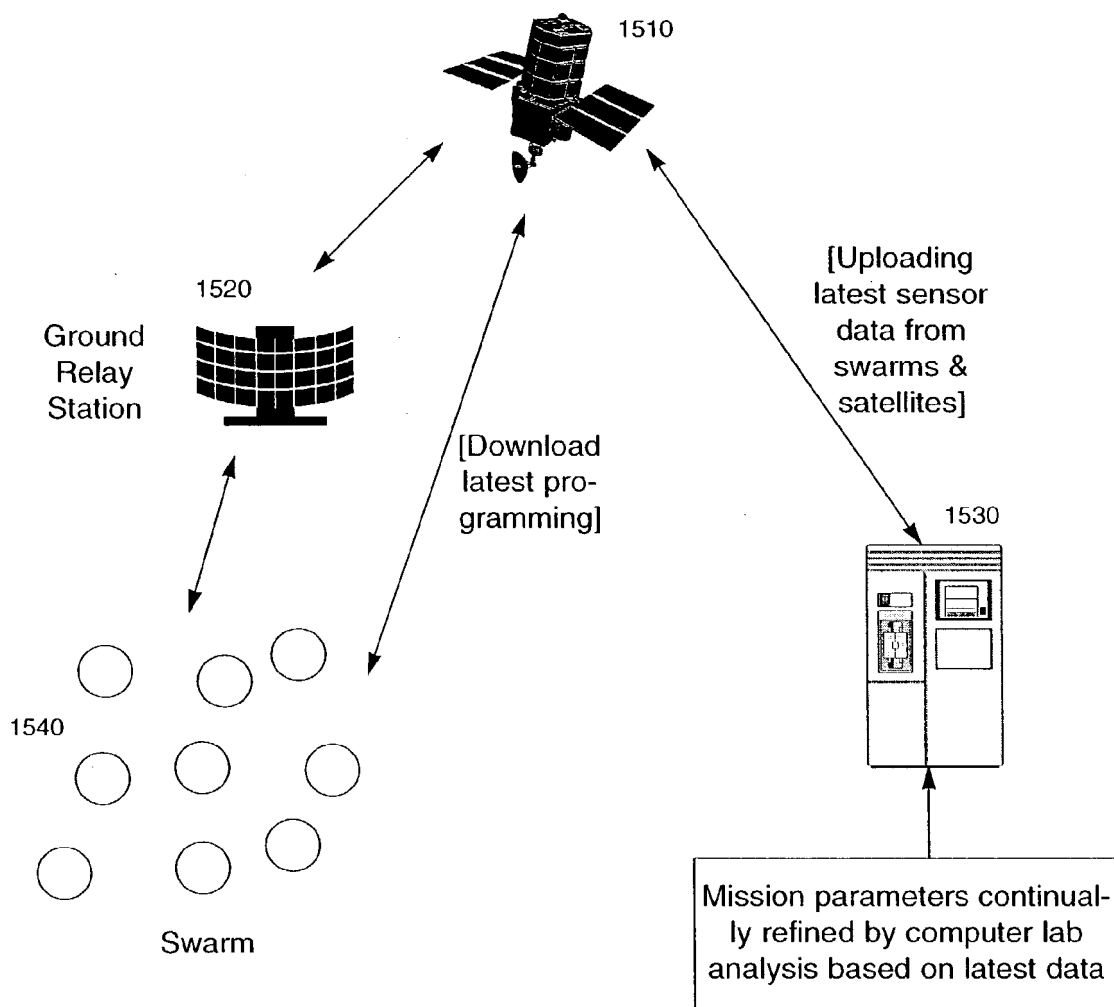 1510
1520
Ground
Relay
Station
[Uploading
latest sensor
data from
swarms &
satellites]
[Download
latest pro-
gramming]
1530
1540
Swarm
Mission parameters continual-
ly refined by computer lab
analysis based on latest data